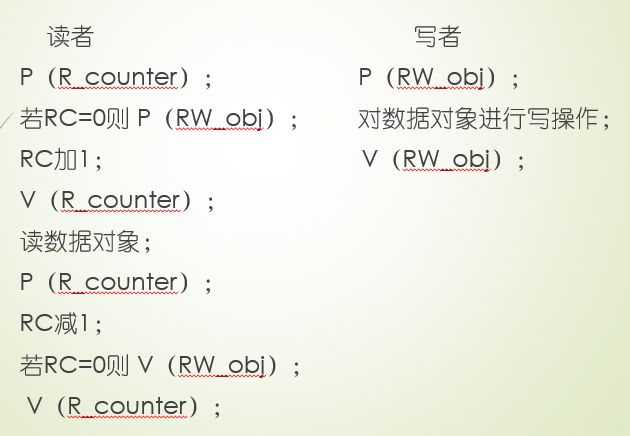 读者
P（R_counter）;
若RC=0则 P（RW_obj）;
RC加1;
V（R_counter）;
读数据对象;
P（R_counter）;
RC减1;
若RC=0则 V（RW_obj）;
V（R_counter）;
写者
P（RW_obj）;
对数据对象进行写操作;
V（RW_obj）;